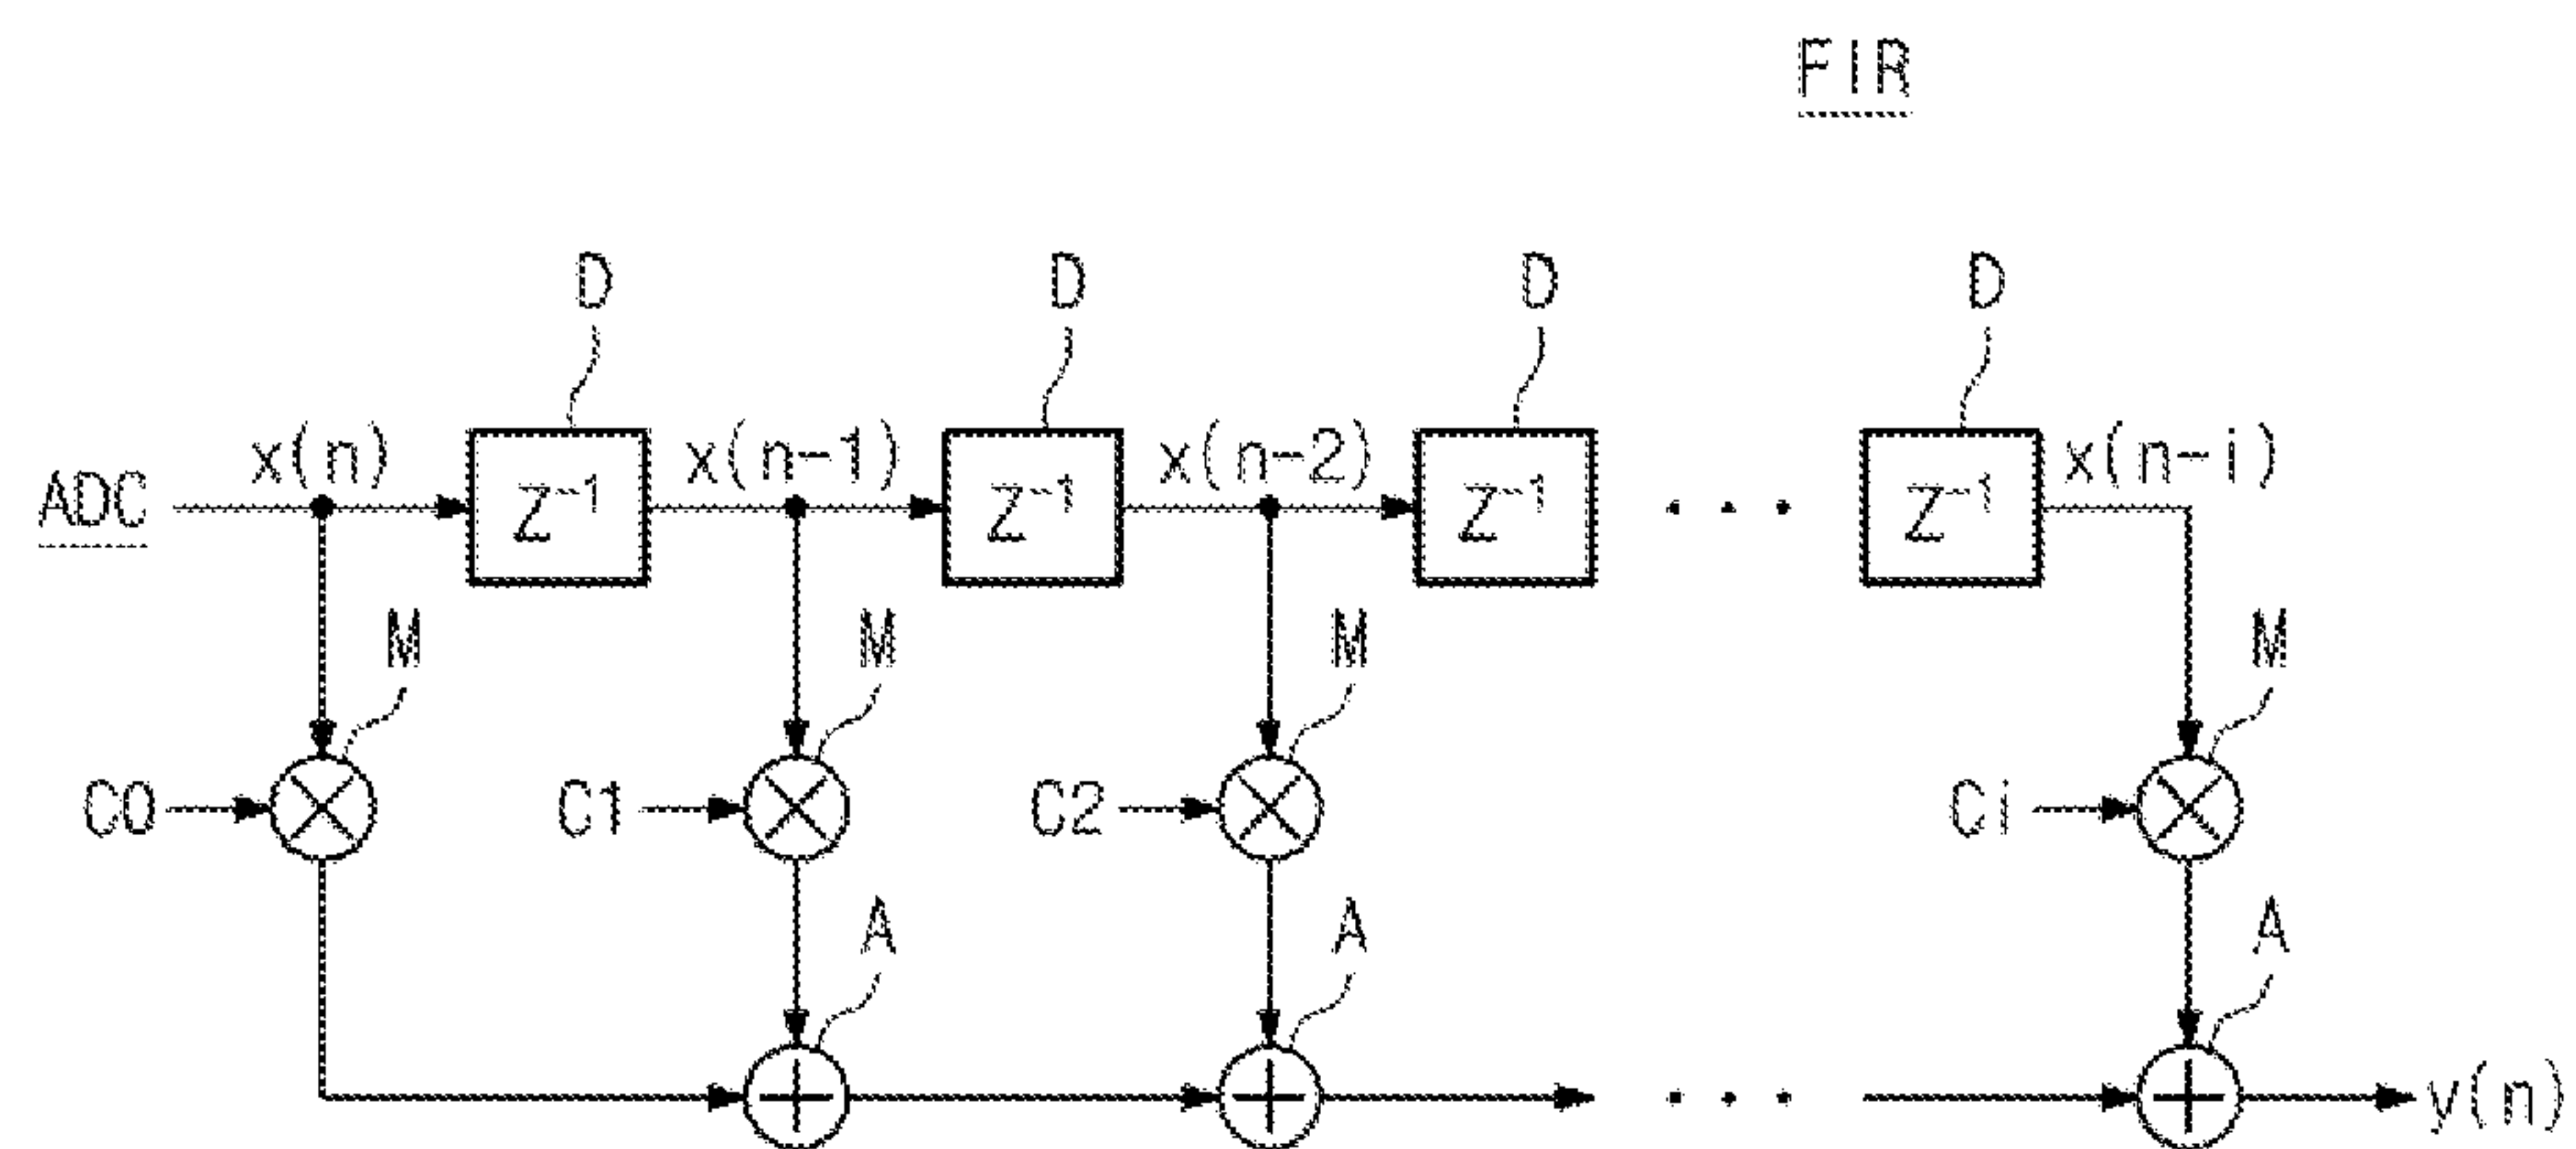 FIR
D D D D
x(n) x(n-1) x(n-2) x(n-i)
ADC Z⁻¹ Z⁻¹ Z⁻¹ . . . Z⁻¹
M M M M
C0 C1 C2 Ci
A A A
. . . y(n)